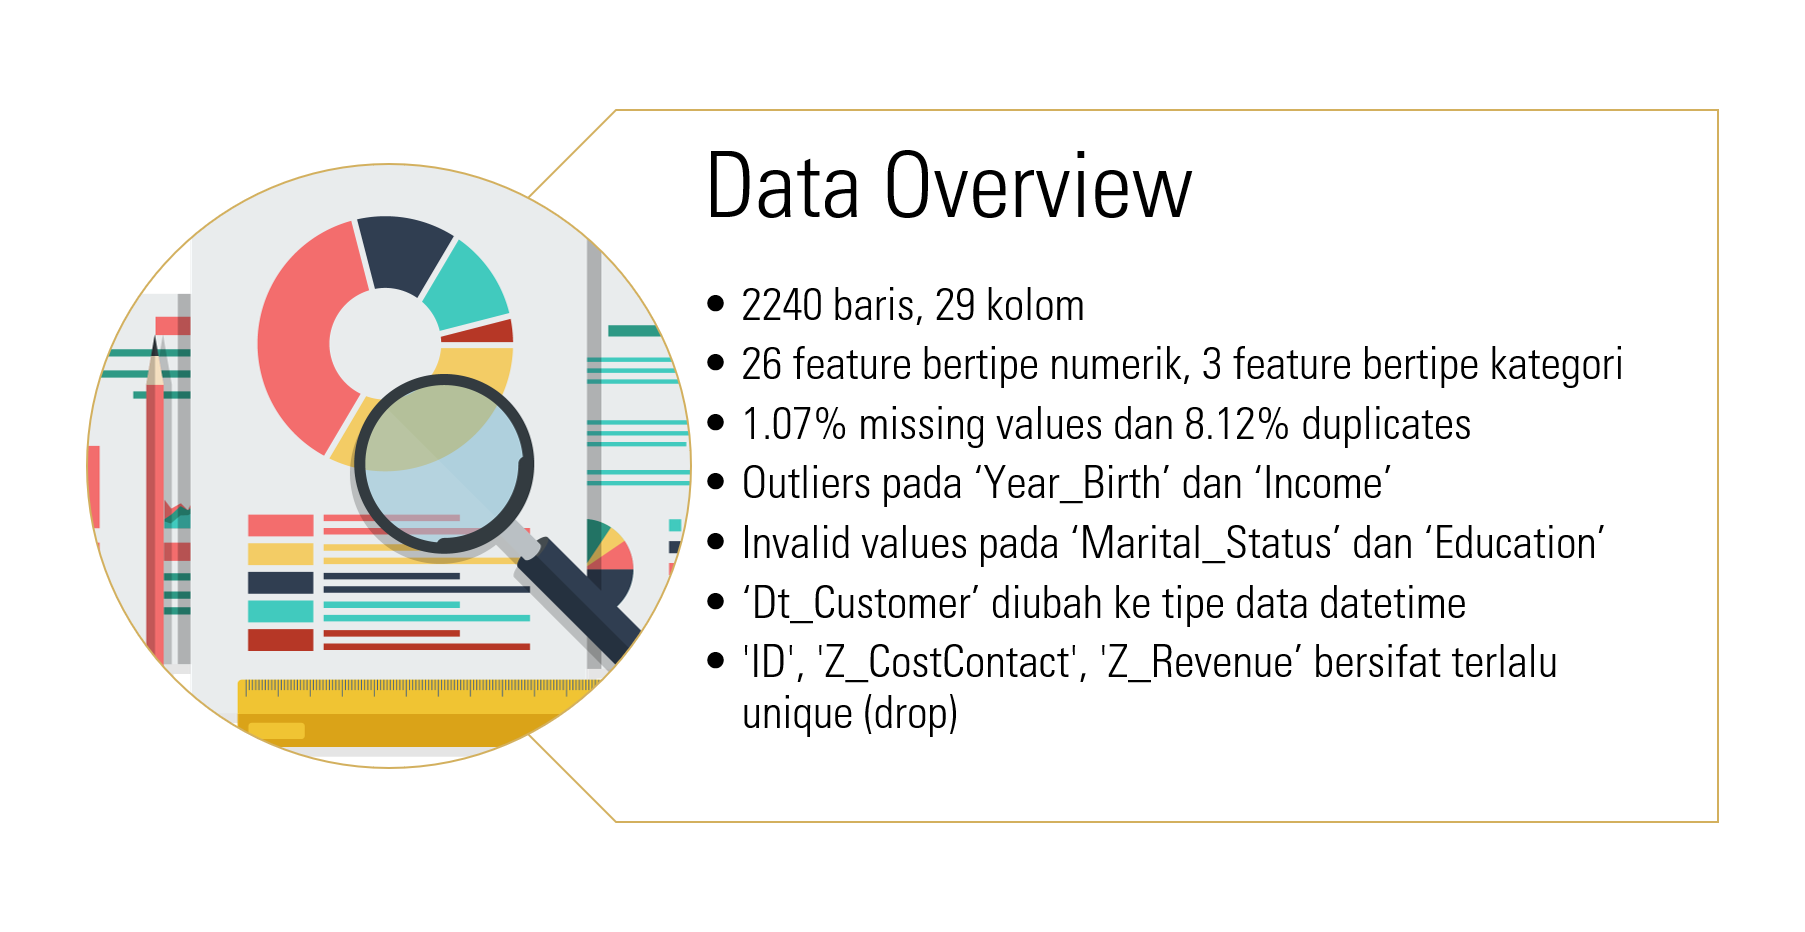 Data Overview
• 2240 baris, 29 kolom
• 26 feature bertipe numerik, 3 feature bertipe kategori
• 1.07% missing values dan 8.12% duplicates
• Outliers pada ‘Year_Birth’ dan ‘Income’
• Invalid values pada ‘Marital_Status’ dan ‘Education’
• ‘Dt_Customer’ diubah ke tipe data datetime
• 'ID', 'Z_CostContact', 'Z_Revenue’ bersifat terlalu
unique (drop)